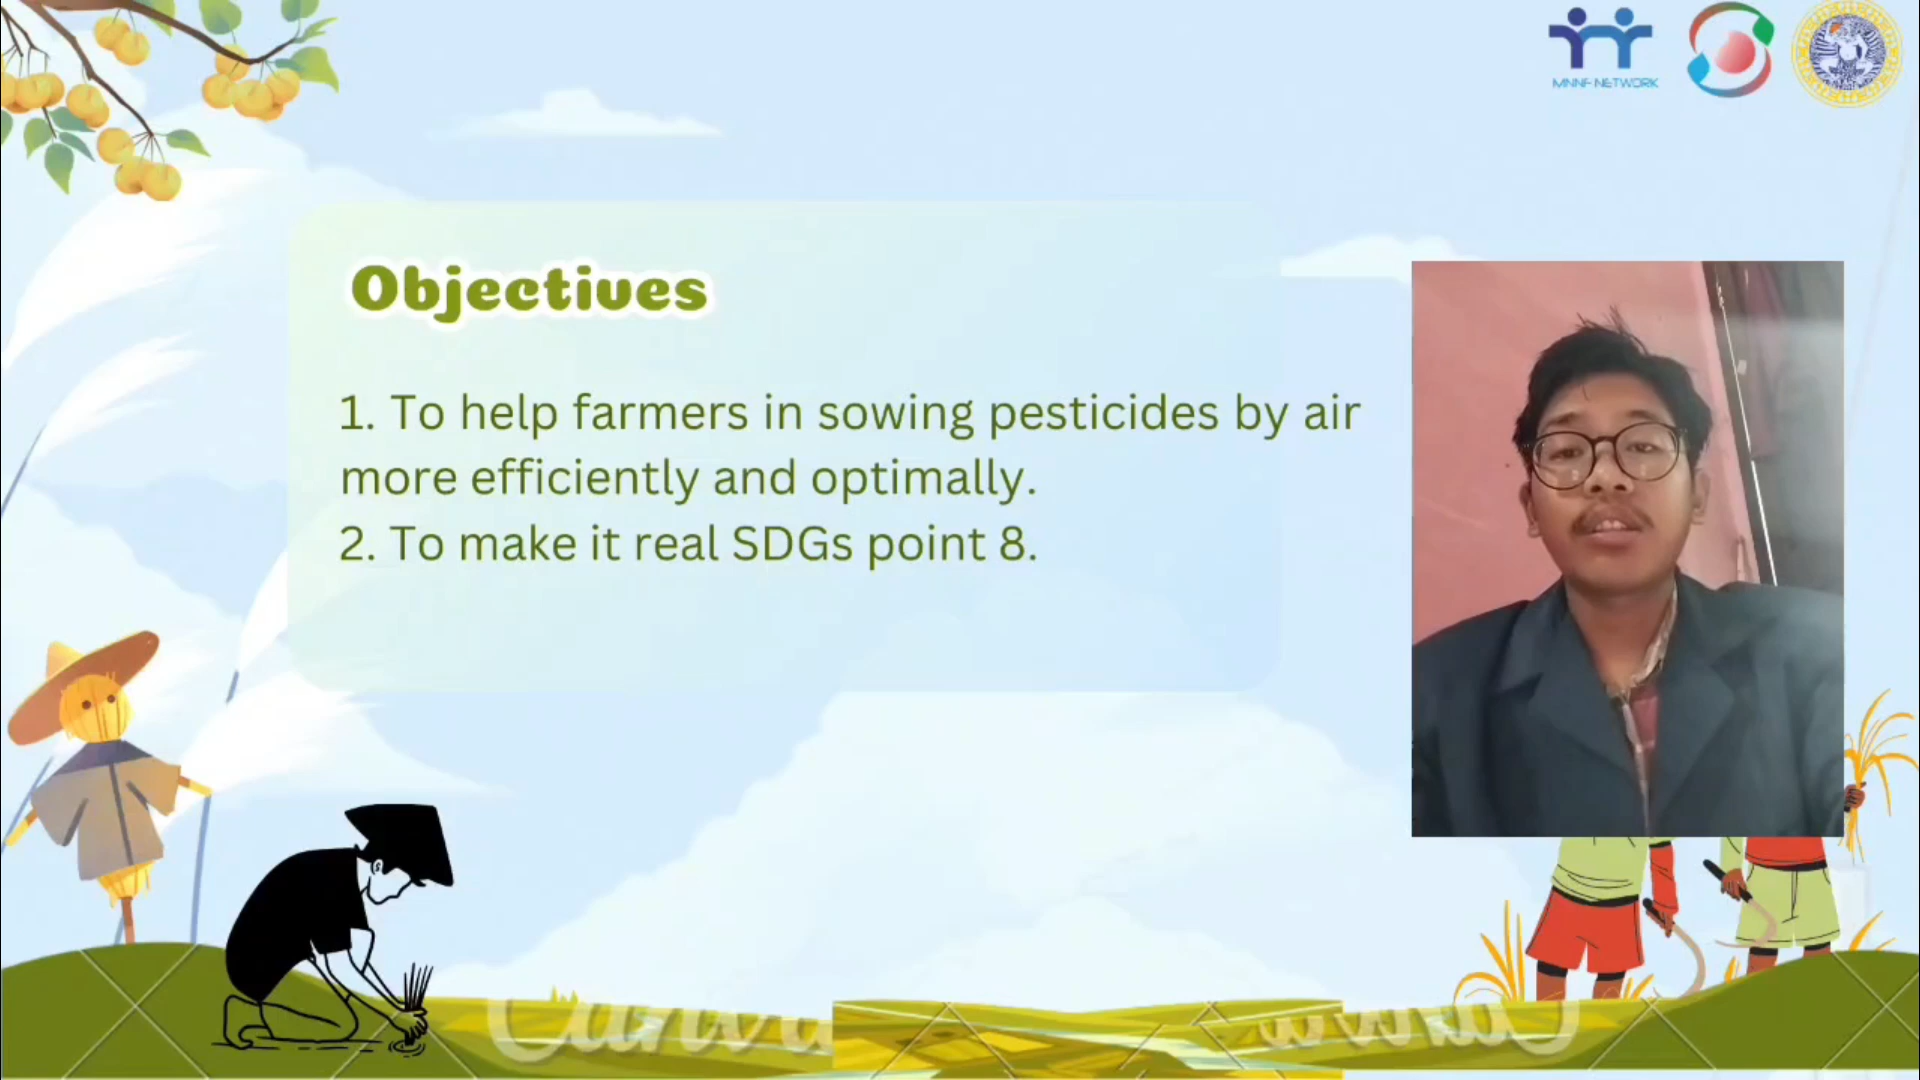 MNNF NETWORK
Objectives
1. To help farmers in sowing pesticides by air
more efficiently and optimally.
2. To make it real SDGs point 8.
Canva